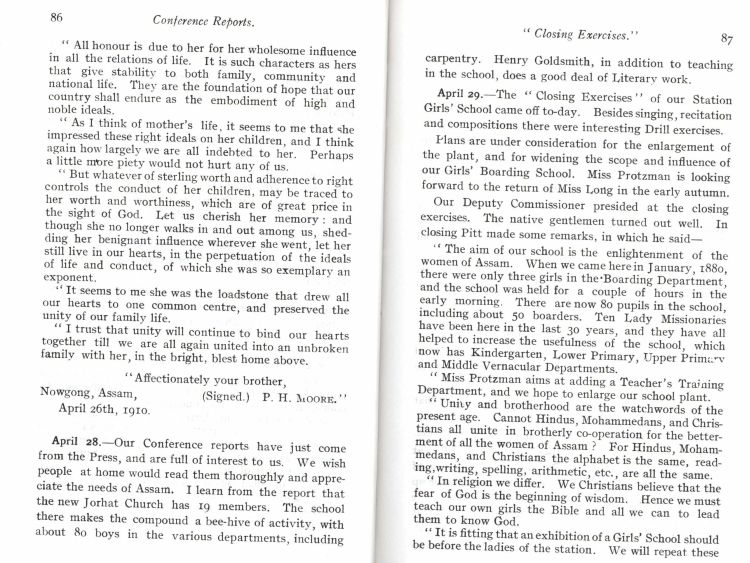 86
Conference Reports.
" All honour is due to her for her wholesome influence
in all the relations of life. It is such characters as hers
that give stability to both family, community and
national life. They are the foundation of hope that our
country shall endure as the embodiment of high and
noble ideals.
" As I think of mother's life, it seems to me that she
impressed these right ideals on her children, and I think
again how largely we are all indebted to her. Perhaps
a little more piety would not hurt any of us.
" But whatever of sterling worth and adherence to right
controls the conduct of her children, may be traced to
her worth and worthiness, which are of great price in
the sight of God. Let us cherish her memory : and
though she no longer walks in and out among us, shed-
ding her benignant influence wherever she went, let her
still live in our hearts, in the perpetuation of the ideals
of life and conduct, of which she was so exemplary an
exponent.
" It seems to me she was the loadstone that drew all
our hearts to one common centre, and preserved the
unity of our family life.
" I trust that unity will continue to bind our hearts
together till we are all again united into an unbroken
family with her, in the bright, blest home above.
" Affectionately your brother,
Nowgong, Assam, (Signed.) P. H. MOORE."
April 26th, 1910.
April 28.—Our Conference reports have just come
from the Press, and are full of interest to us. We wish
people at home would read them thoroughly and appre-
ciate the needs of Assam. I learn from the report that
the new Jorhat Church has 19 members. The school
there makes the compound a bee-hive of activity, with
about 80 boys in the various departments, including
" Closing Exercises."
87
carpentry. Henry Goldsmith, in addition to teaching
in the school, does a good deal of Literary work.
April 29.—The " Closing Exercises " of our Station
Girls' School came off to-day. Besides singing, recitation
and compositions there were interesting Drill exercises.
Plans are under consideration for the enlargement of
the plant, and for widening the scope and influence of
our Girls' Boarding School. Miss Protzman is looking
forward to the return of Miss Long in the early autumn.
Our Deputy Commissioner presided at the closing
exercises. The native gentlemen turned out well. In
closing Pitt made some remarks, in which he said—
" The aim of our school is the enlightenment of the
women of Assam. When we came here in January, 1880,
there were only three girls in the Boarding Department,
and the school was held for a couple of hours in the
early morning. There are now 80 pupils in the school,
including about 50 boarders. Ten Lady Missionaries
have been here in the last 30 years, and they have all
helped to increase the usefulness of the school, which
now has Kindergarten, Lower Primary, Upper Primary
and Middle Vernacular Departments.
" Miss Protzman aims at adding a Teacher's Training
Department, and we hope to enlarge our school plant.
" Unity and brotherhood are the watchwords of the
present age. Cannot Hindus, Mohammedans, and Chris-
tians all unite in brotherly co-operation for the better-
ment of all the women of Assam ? For Hindus, Moham-
medans, and Christians the alphabet is the same, read-
ing, writing, spelling, arithmetic, etc., are all the same.
" In religion we differ. We Christians believe that the
fear of God is the beginning of wisdom. Hence we must
teach our own girls the Bible and all we can to lead
them to know God.
" It is fitting that an exhibition of a Girls' School should
be before the ladies of the station. We will repeat these